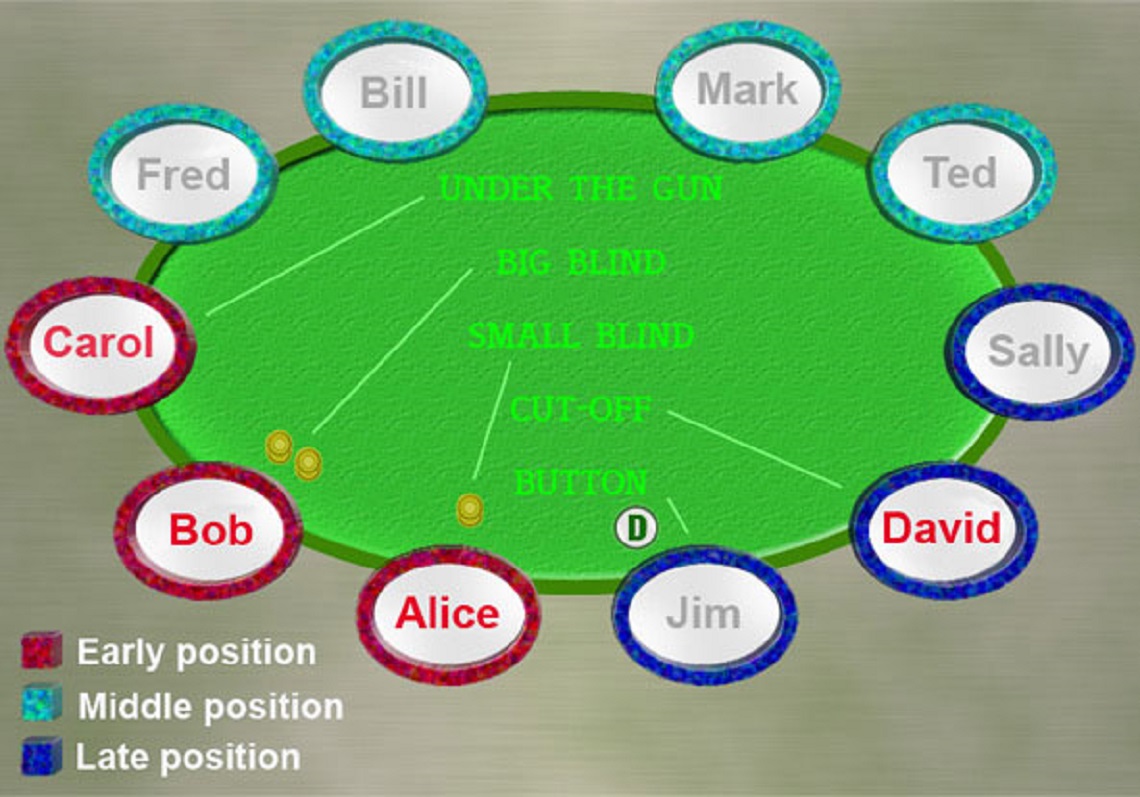 Bill
Mark
Fred
Ted
UNDER THE GUN
BIG BLIND
Carol
SMALL BLIND
Sally
CUT-OFF
BUTTON
Bob
D
David
Alice
Jim
Early position
Middle position
Late position